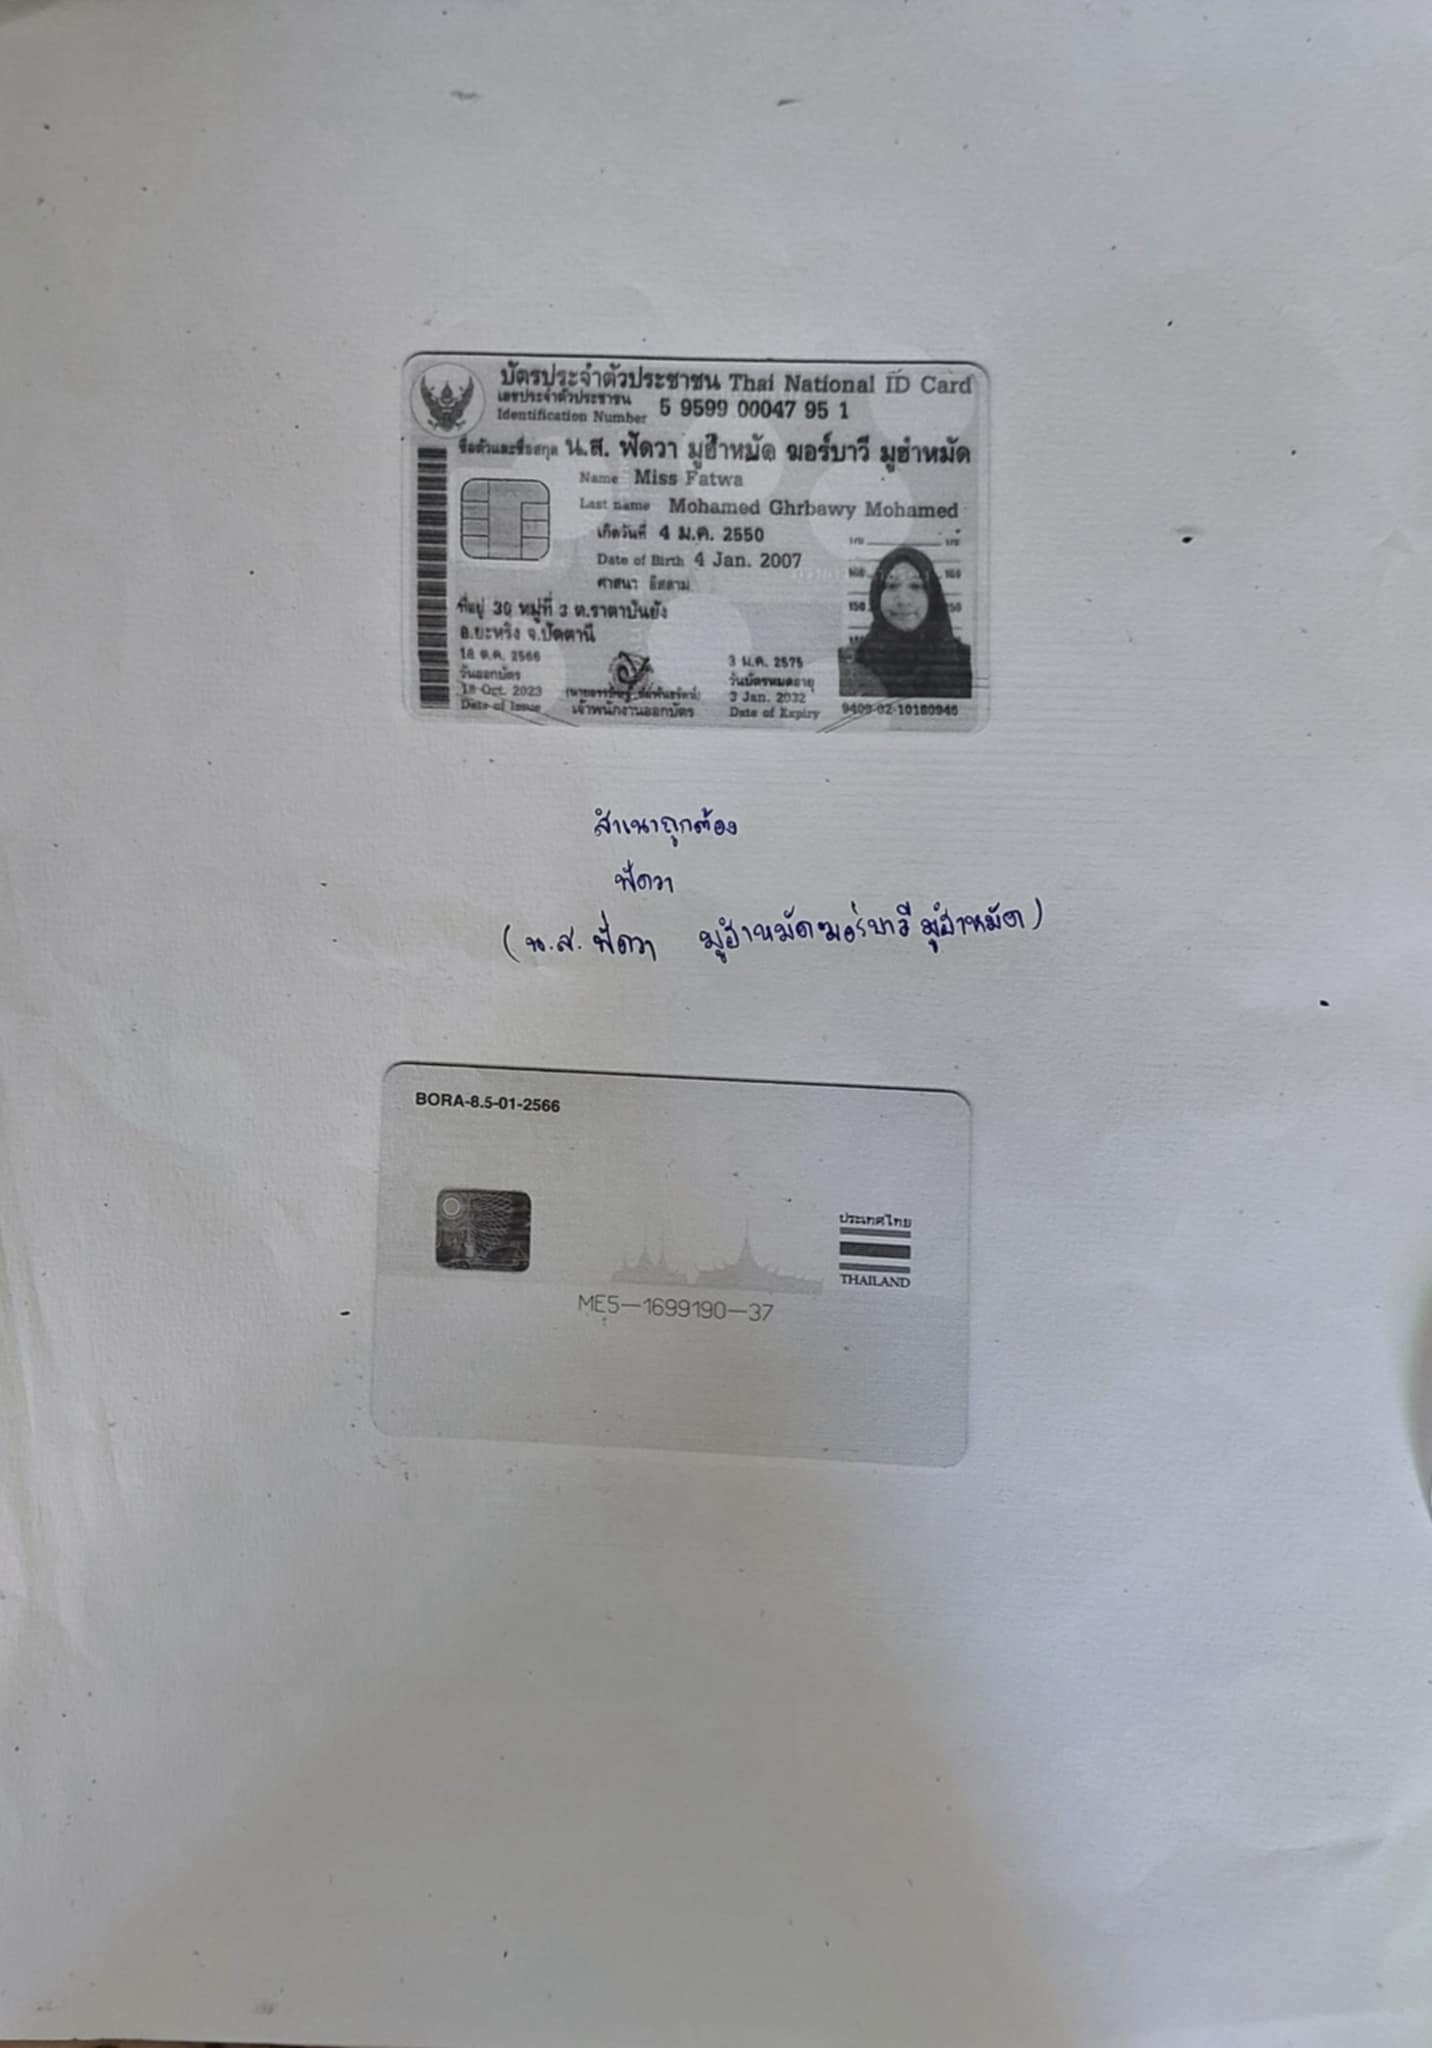 บัตรประจำตัวประชาชน Thai National ID Card
เลขประจำตัวประชาชน
Identification Number 5 9599 00047 95 1
ชื่อตัวและชื่อสกุล น.ส. ฟัดวา มูฮำหมัด ฆอร์บาวี มูฮำหมัด
Name Miss Fatwa
Last name Mohamed Ghrbawy Mohamed
เกิดวันที่ 4 ม.ค. 2550
Date of Birth 4 Jan. 2007
ศาสนา อิสลาม
ที่อยู่ 30 หมู่ที่ 3 ต.ราตาปันยัง
อ.ยะหริ่ง จ.ปัตตานี
18 ต.ค. 2566
วันออกบัตร
18 Oct. 2023
Date of Issue
เจ้าพนักงานออกบัตร
3 ม.ค. 2575
วันบัตรหมดอายุ
3 Jan. 2032
Date of Expiry
160 160
150 150
9409-02-10180946
สำเนาถูกต้อง
ฟัดวา
(น.ส. ฟัดวา มูฮำหมัดฆอร์บาวี มูฮำหมัด)
BORA-8.5-01-2566
ประเทศไทย
THAILAND
ME5-1699190-37